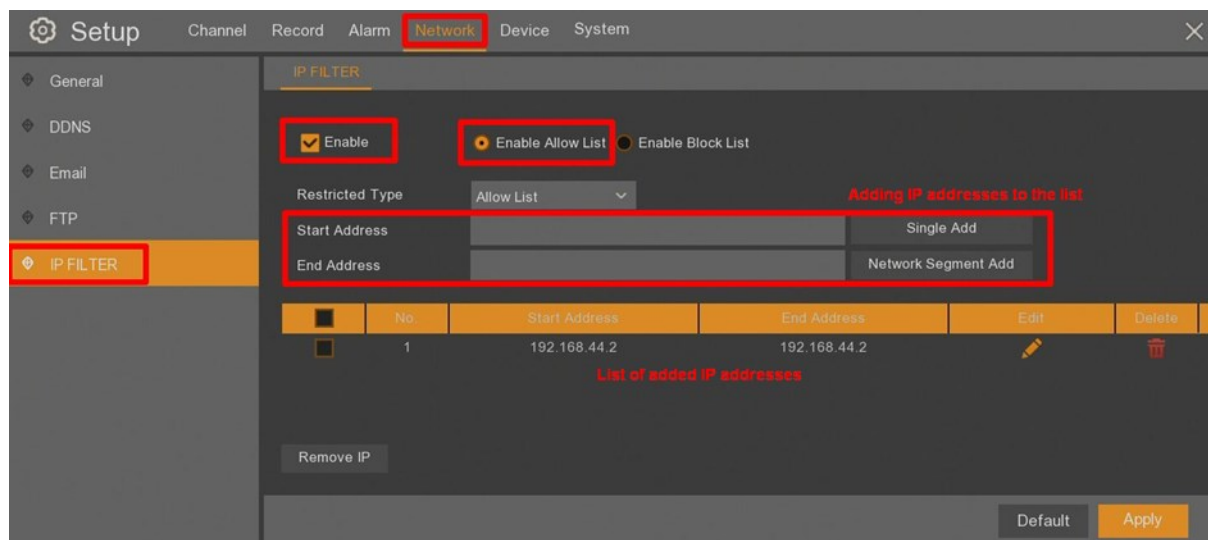 Setup Channel Record Alarm Network Device System
General
DDNS
Email
FTP
IP FILTER
IP FILTER
Enable Enable Allow List Enable Block List
Restricted Type Allow List Adding IP addresses to the list
Start Address Single Add
End Address Network Segment Add
No. Start Address End Address Edit Delete
1 192.168.44.2 192.168.44.2
List of added IP addresses
Remove IP
Default Apply